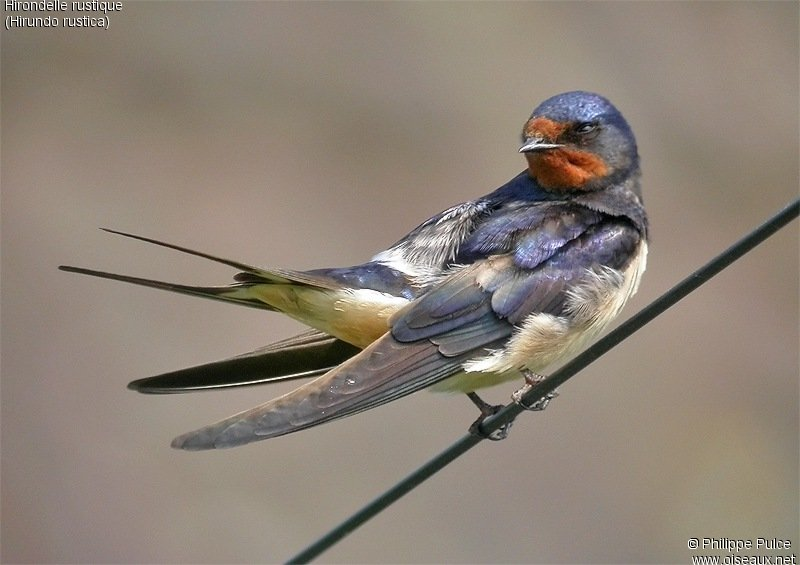 Hirondelle rustique
(Hirundo rustica)
© Philippe Pulce
www.oiseaux.net